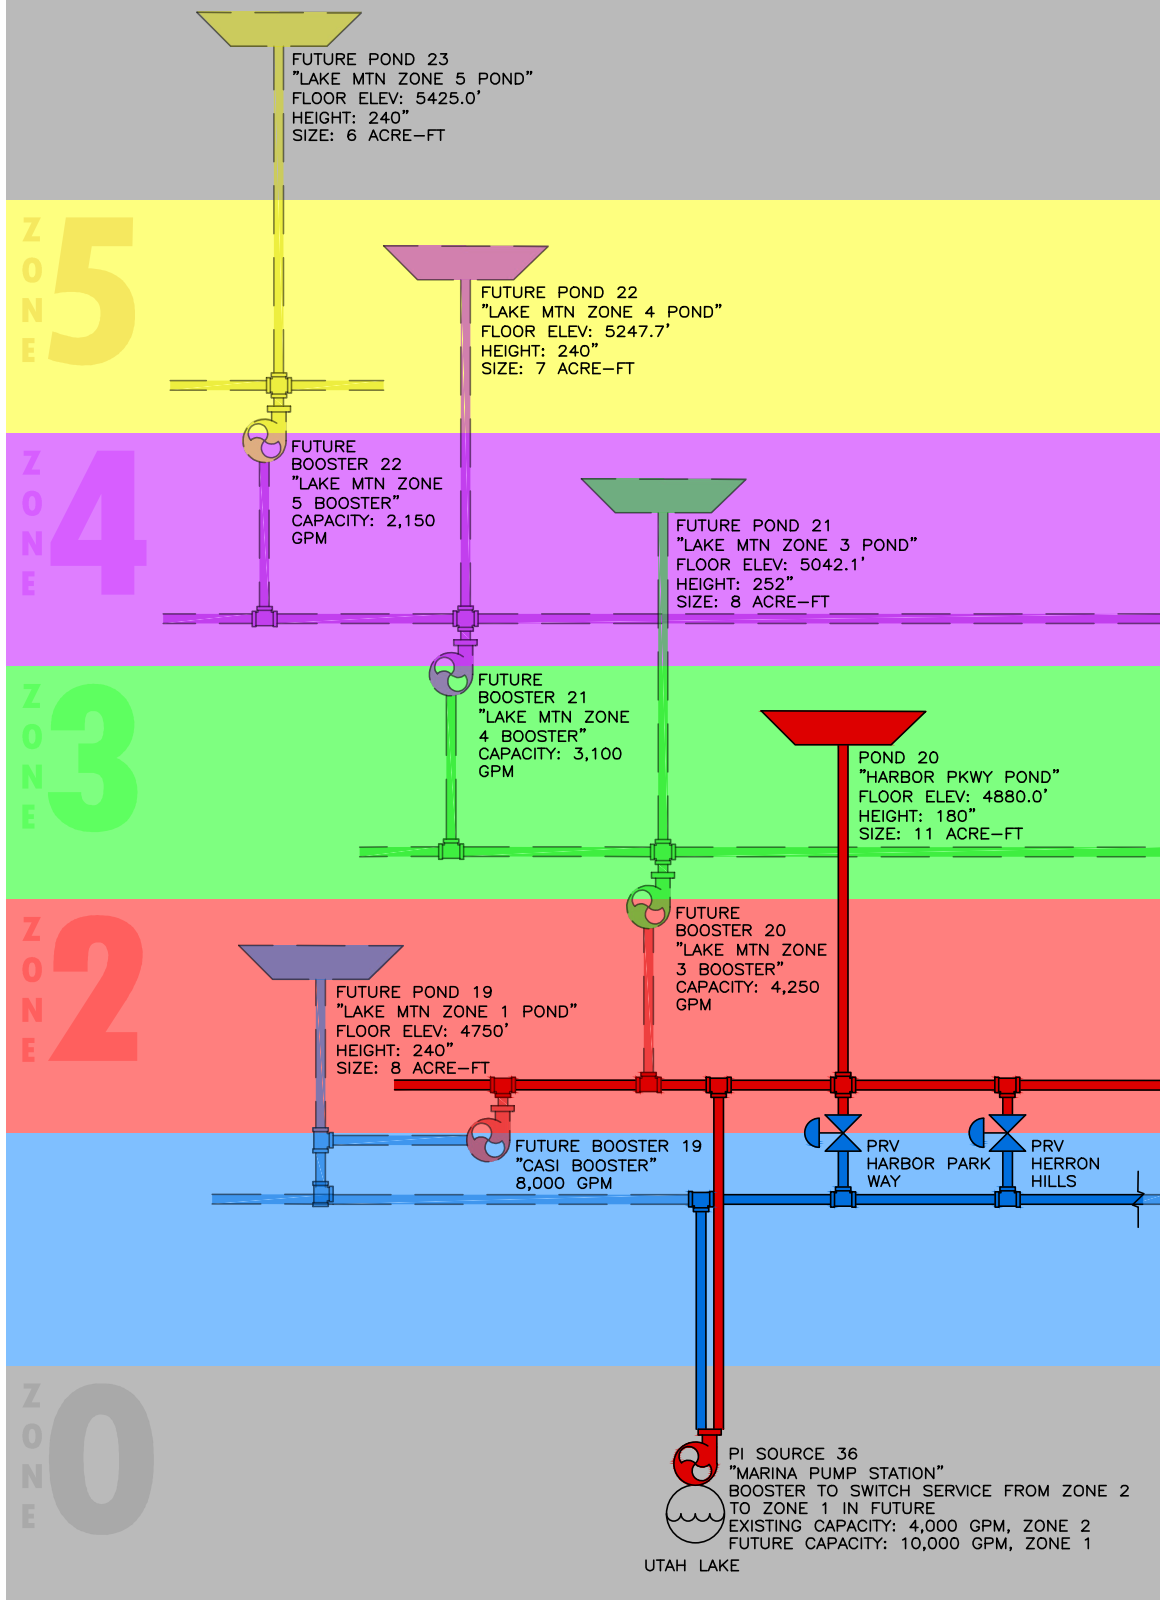 FUTURE POND 23
"LAKE MTN ZONE 5 POND"
FLOOR ELEV: 5425.0'
HEIGHT: 240"
SIZE: 6 ACRE-FT
ZONE 5
FUTURE POND 22
"LAKE MTN ZONE 4 POND"
FLOOR ELEV: 5247.7'
HEIGHT: 240"
SIZE: 7 ACRE-FT
ZONE 4
FUTURE
BOOSTER 22
"LAKE MTN ZONE
5 BOOSTER"
CAPACITY: 2,150
GPM
FUTURE POND 21
"LAKE MTN ZONE 3 POND"
FLOOR ELEV: 5042.1'
HEIGHT: 252"
SIZE: 8 ACRE-FT
ZONE 3
FUTURE
BOOSTER 21
"LAKE MTN ZONE
4 BOOSTER"
CAPACITY: 3,100
GPM
POND 20
"HARBOR PKWY POND"
FLOOR ELEV: 4880.0'
HEIGHT: 180"
SIZE: 11 ACRE-FT
ZONE 2
FUTURE
BOOSTER 20
"LAKE MTN ZONE
3 BOOSTER"
CAPACITY: 4,250
GPM
FUTURE POND 19
"LAKE MTN ZONE 1 POND"
FLOOR ELEV: 4750'
HEIGHT: 240"
SIZE: 8 ACRE-FT
FUTURE BOOSTER 19
"CASI BOOSTER"
8,000 GPM
PRV
HARBOR PARK
WAY
PRV
HERRON
HILLS
ZONE 0
PI SOURCE 36
"MARINA PUMP STATION"
BOOSTER TO SWITCH SERVICE FROM ZONE 2
TO ZONE 1 IN FUTURE
EXISTING CAPACITY: 4,000 GPM, ZONE 2
FUTURE CAPACITY: 10,000 GPM, ZONE 1
UTAH LAKE